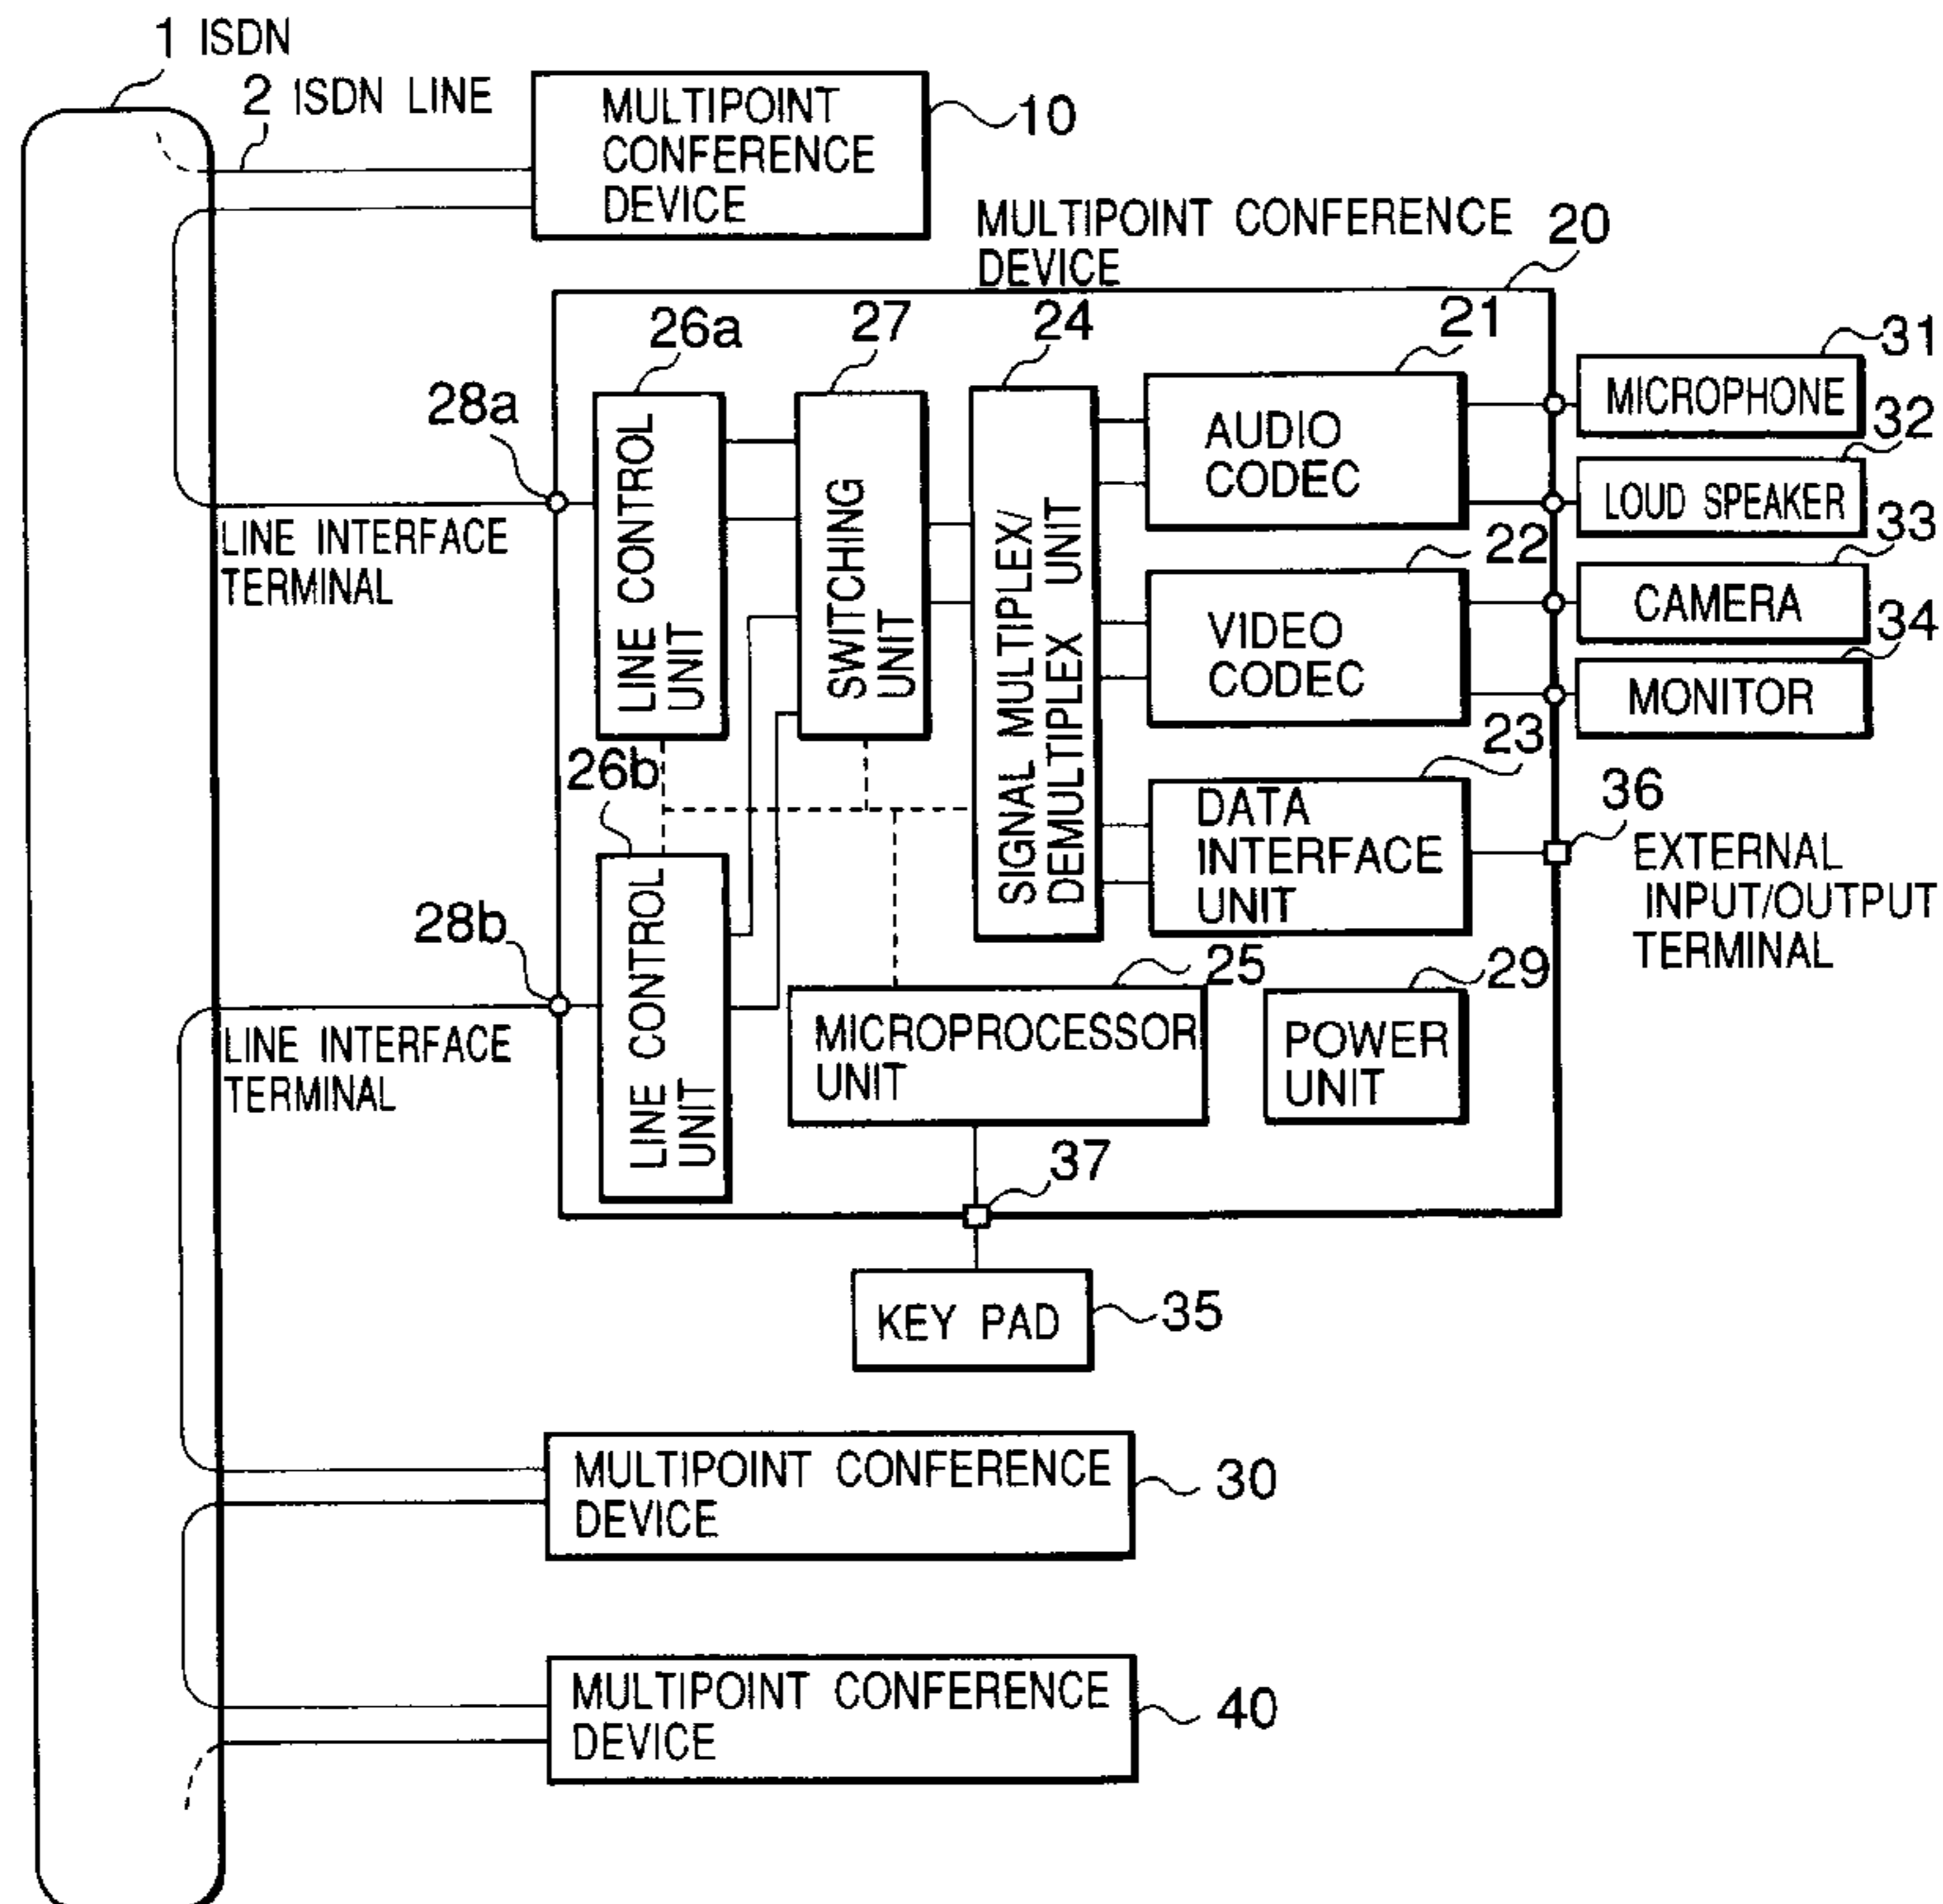 1 ISDN
2 ISDN LINE
MULTIPOINT
CONFERENCE
DEVICE
10
MULTIPOINT CONFERENCE
DEVICE
20
26a
27
24
21
31
MICROPHONE
28a
AUDIO
CODEC
32
LOUD SPEAKER
LINE INTERFACE
TERMINAL
LINE CONTROL
UNIT
SWITCHING
UNIT
SIGNAL MULTIPLEX/
DEMULTIPLEX UNIT
22
33
CAMERA
VIDEO
CODEC
34
MONITOR
26b
23
DATA
INTERFACE
UNIT
36
EXTERNAL
INPUT/OUTPUT
TERMINAL
28b
LINE INTERFACE
TERMINAL
LINE CONTROL
UNIT
25
MICROPROCESSOR
UNIT
29
POWER
UNIT
37
KEY PAD
35
MULTIPOINT CONFERENCE
DEVICE
30
MULTIPOINT CONFERENCE
DEVICE
40